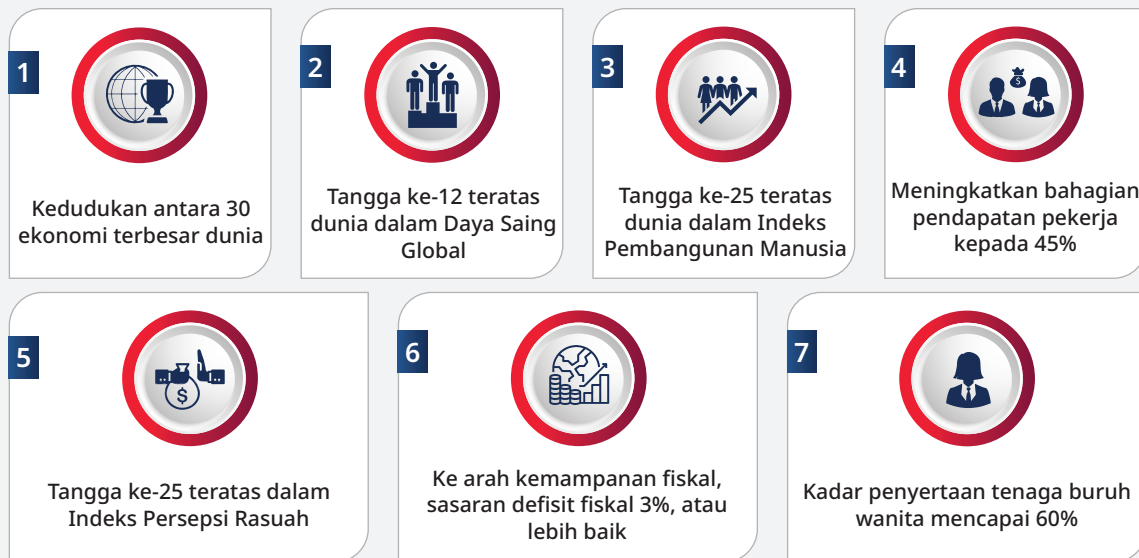 1
Kedudukan antara 30
ekonomi terbesar dunia
2
Tangga ke-12 teratas
dunia dalam Daya Saing
Global
3
Tangga ke-25 teratas
dunia dalam Indeks
Pembangunan Manusia
4
Meningkatkan bahagian
pendapatan pekerja
kepada 45%
5
$
Tangga ke-25 teratas dalam
Indeks Persepsi Rasuah
6
Ke arah kemampanan fiskal,
sasaran defisit fiskal 3%, atau
lebih baik
7
Kadar penyertaan tenaga buruh
wanita mencapai 60%